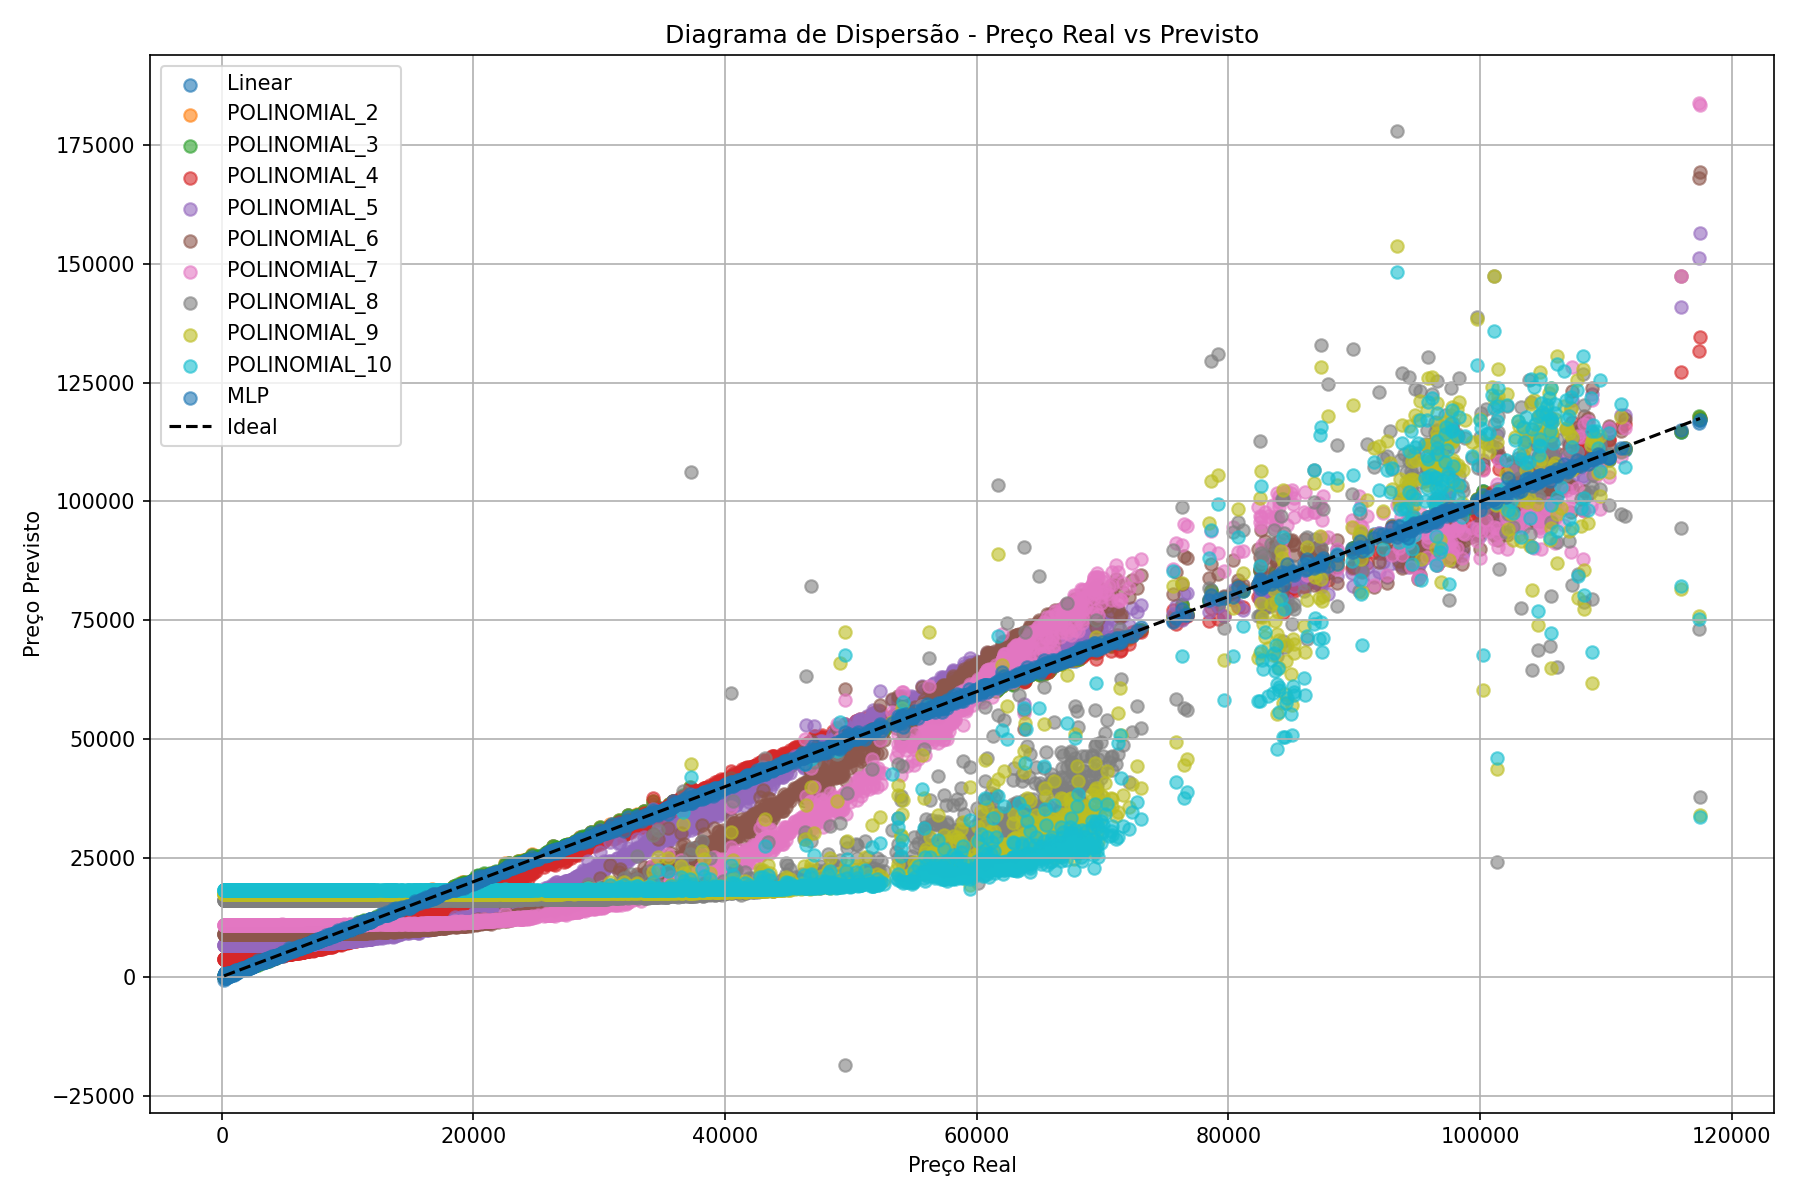 Diagrama de Dispersão - Preço Real vs Previsto
Linear
POLINOMIAL_2
POLINOMIAL_3
POLINOMIAL_4
POLINOMIAL_5
POLINOMIAL_6
POLINOMIAL_7
POLINOMIAL_8
POLINOMIAL_9
POLINOMIAL_10
MLP
Ideal
Preço Previsto
175000
150000
125000
100000
75000
50000
25000
0
−25000
0 20000 40000 60000 80000 100000 120000
Preço Real